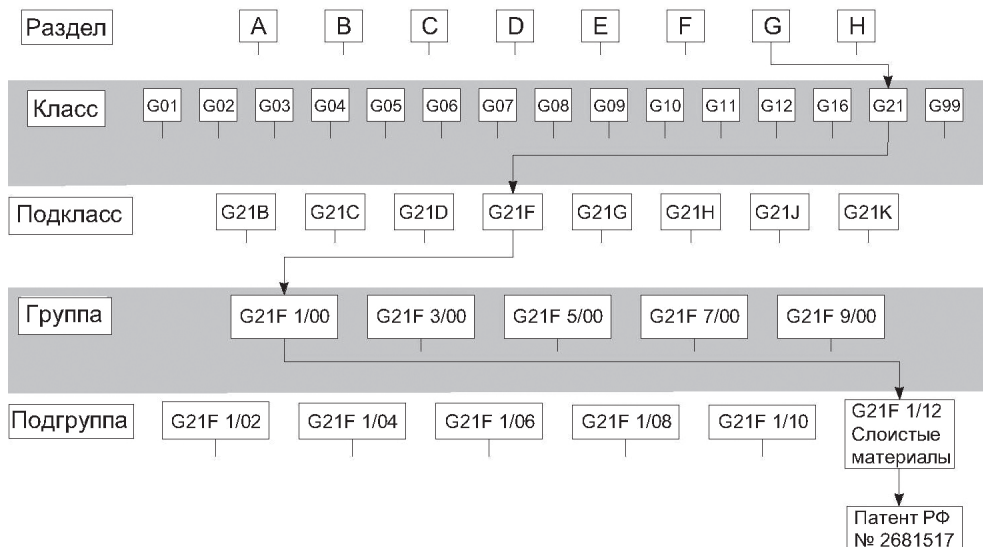 Раздел A B C D E F G H
Класс G01 G02 G03 G04 G05 G06 G07 G08 G09 G10 G11 G12 G16 G21 G99
Подкласс G21B G21C G21D G21F G21G G21H G21J G21K
Группа G21F 1/00 G21F 3/00 G21F 5/00 G21F 7/00 G21F 9/00
Подгруппа G21F 1/02 G21F 1/04 G21F 1/06 G21F 1/08 G21F 1/10
G21F 1/12
Слоистые
материалы
Патент РФ
№ 2681517